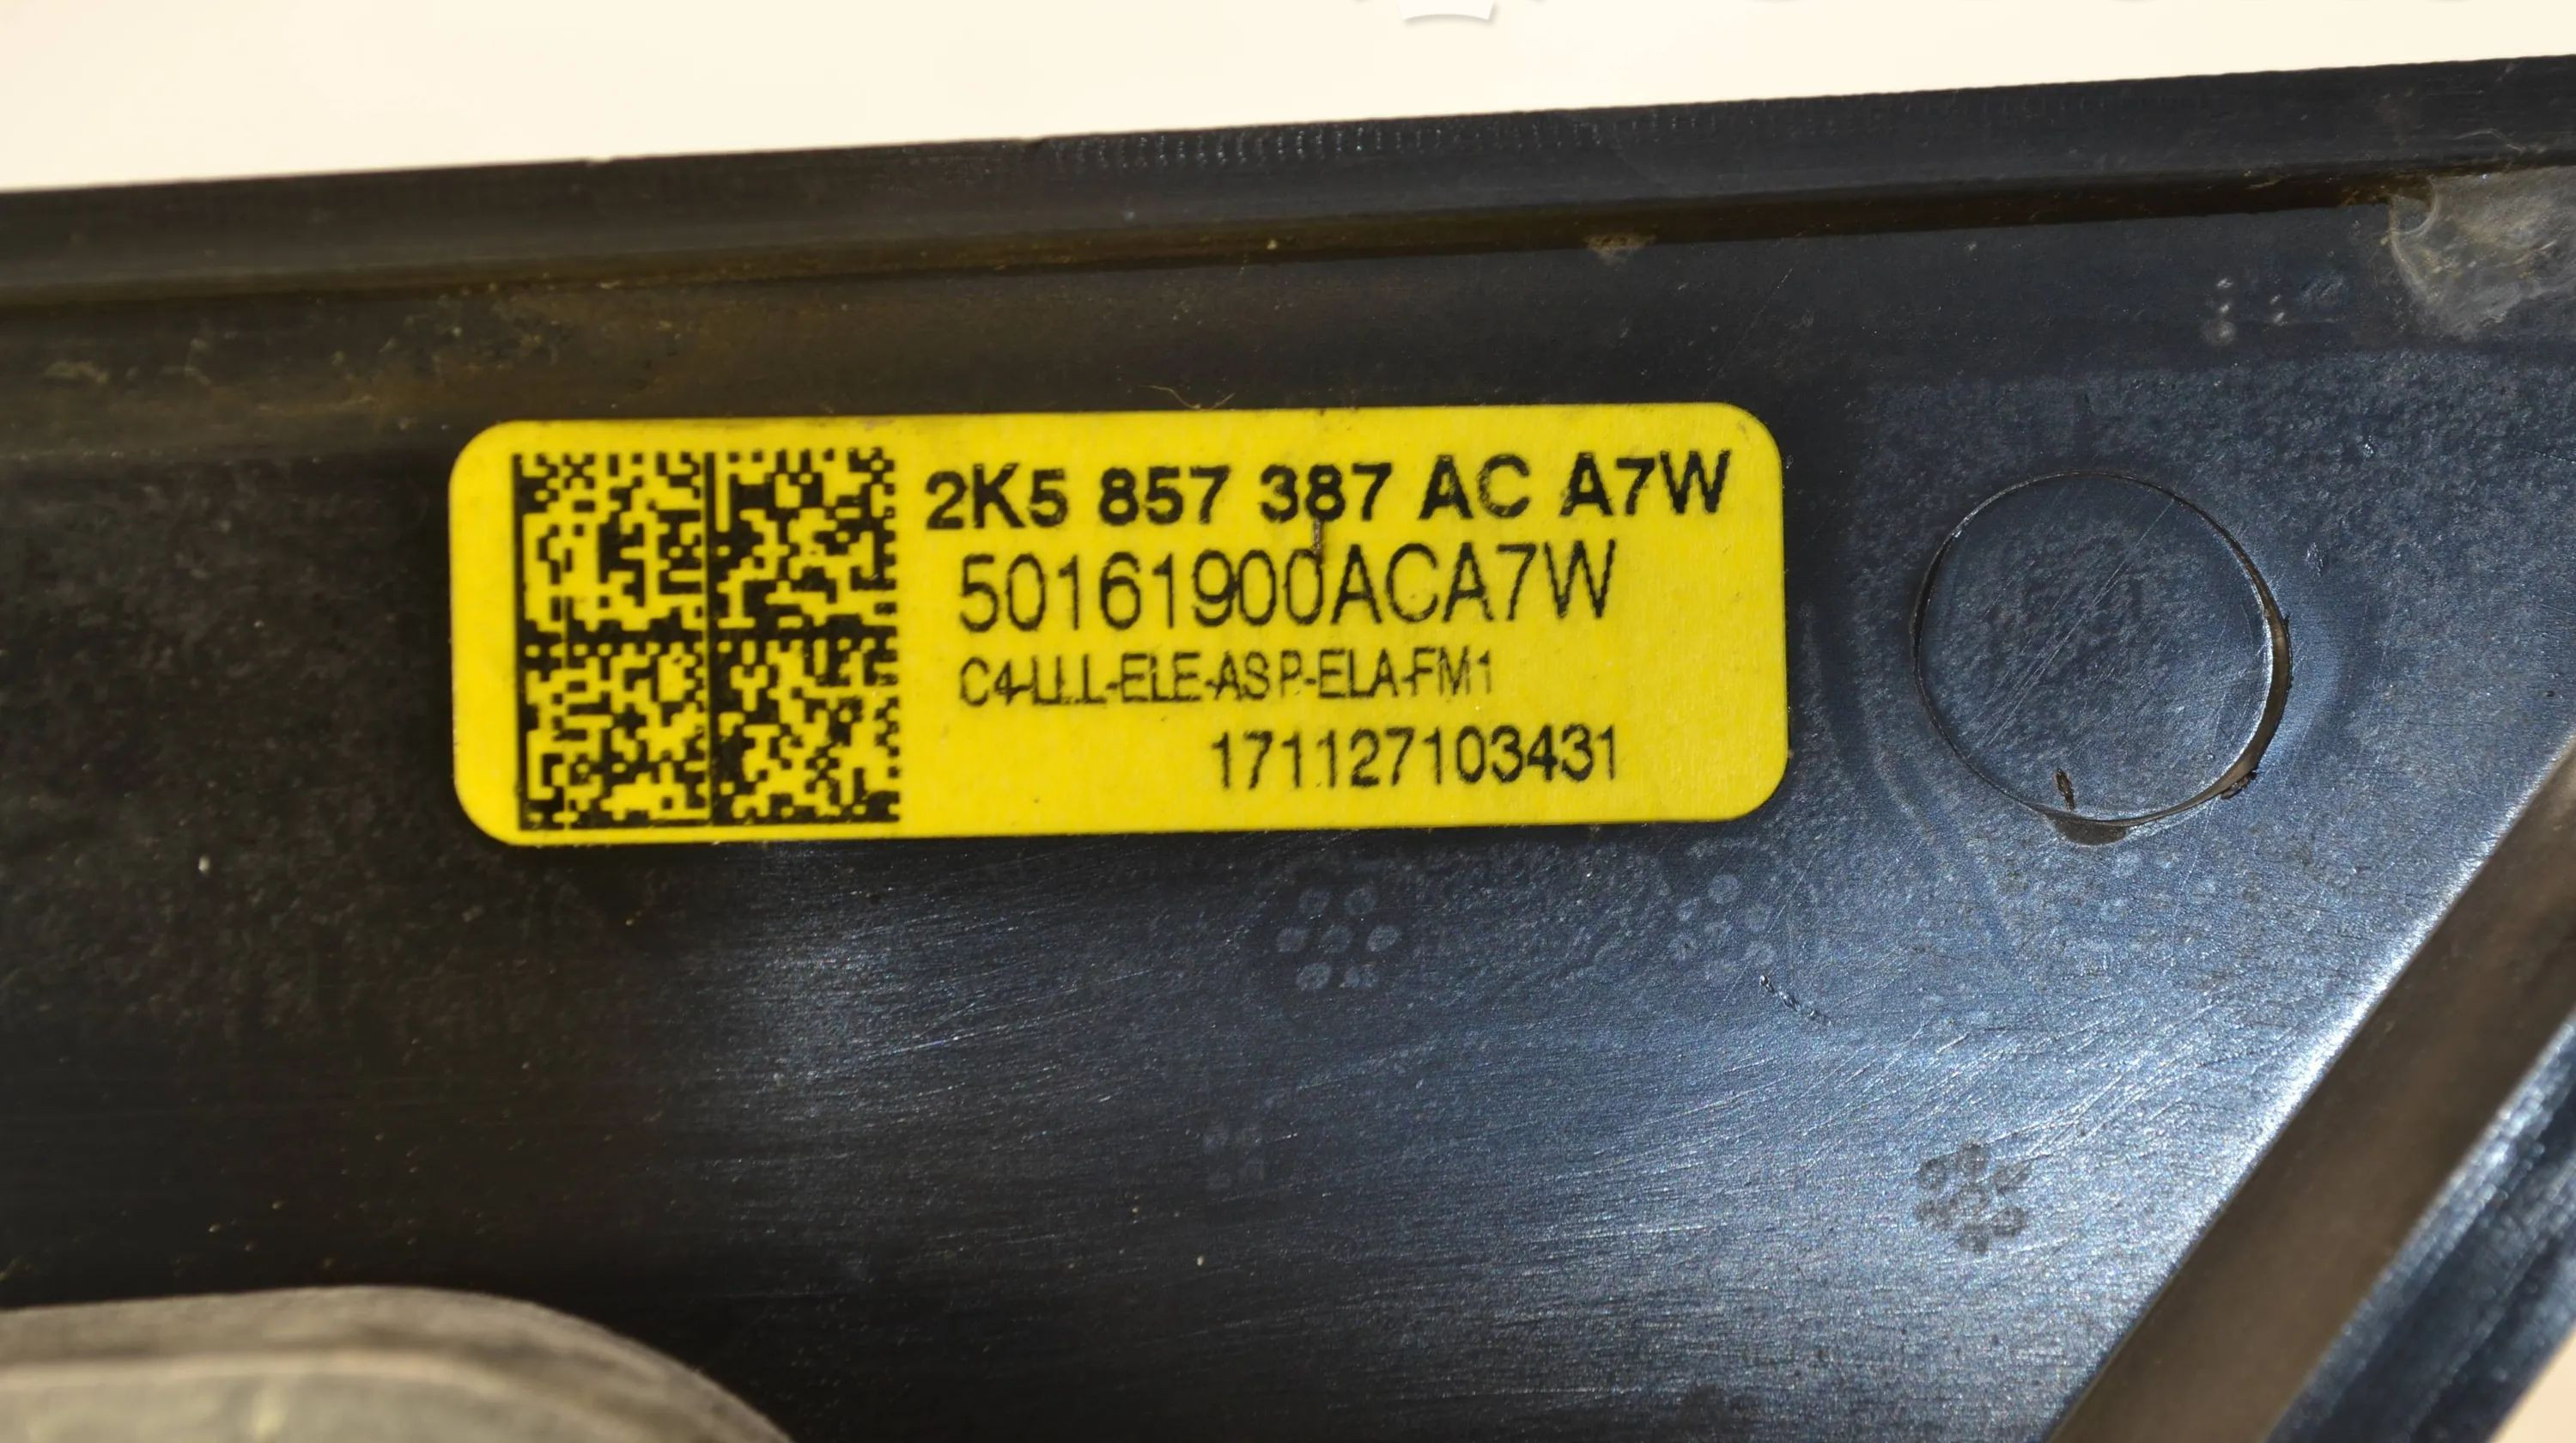 2K5 857 387 AC A7W
50161900ACA7W
C4-LLL-ELE-ASP-ELA-FM1
171127103431